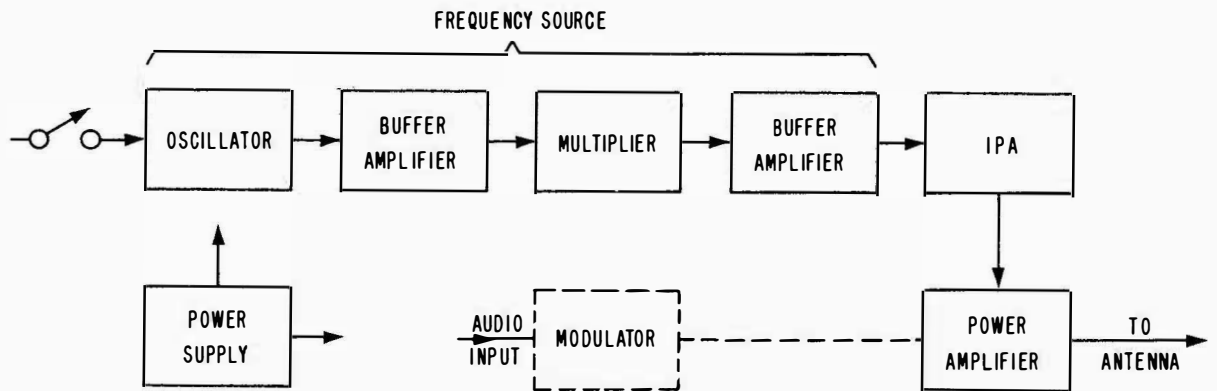 FREQUENCY SOURCE
OSCILLATOR
BUFFER
AMPLIFIER
MULTIPLIER
BUFFER
AMPLIFIER
IPA
POWER
SUPPLY
AUDIO
INPUT
MODULATOR
POWER
AMPLIFIER
TO
ANTENNA